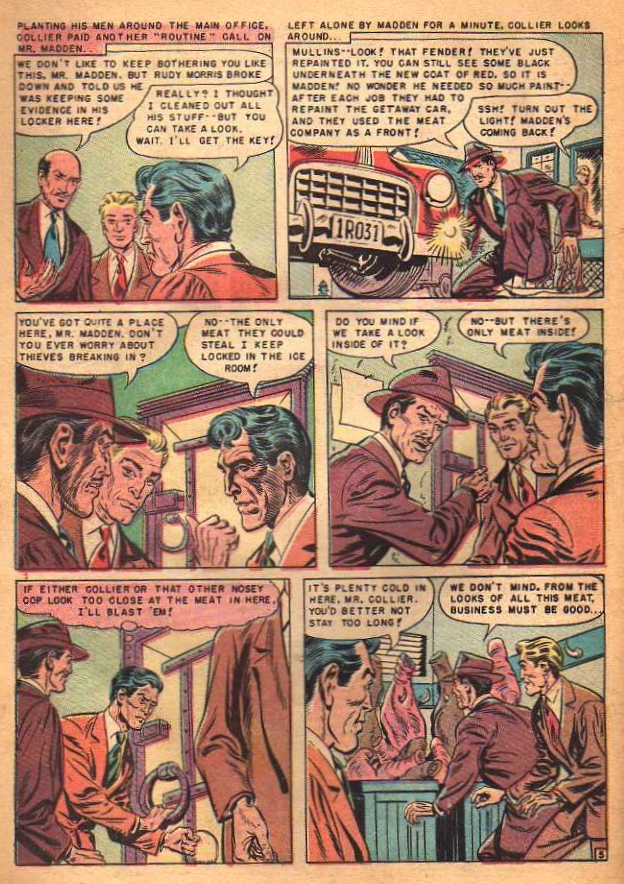 PLANTING HIS MEN AROUND THE MAIN OFFICE,
COLLIER PAID ANOTHER "ROUTINE" CALL ON
MR. MADDEN...
WE DON'T LIKE TO KEEP BOTHERING YOU LIKE
THIS, MR. MADDEN. BUT RUDY MORRIS BROKE
DOWN AND TOLD US HE
WAS KEEPING SOME
EVIDENCE IN HIS
LOCKER HERE!
REALLY? I THOUGHT
I CLEANED OUT ALL
HIS STUFF--BUT YOU
CAN TAKE A LOOK.
WAIT. I'LL GET THE KEY!
LEFT ALONE BY MADDEN FOR A MINUTE, COLLIER LOOKS
AROUND...
MULLINS--LOOK! THAT FENDER! THEY'VE JUST
REPAINTED IT. YOU CAN STILL SEE SOME BLACK
UNDERNEATH THE NEW COAT OF RED. SO IT IS
MADDEN! NO WONDER HE NEEDED SO MUCH PAINT--
AFTER EACH JOB THEY HAD TO
REPAINT THE GETAWAY CAR,
AND THEY USED THE MEAT
COMPANY AS A FRONT!
SSH! TURN OUT THE
LIGHT! MADDEN'S
COMING BACK!
1R031
YOU'VE GOT QUITE A PLACE
HERE, MR. MADDEN. DON'T
YOU EVER WORRY ABOUT
THIEVES BREAKING IN?
NO--THE ONLY
MEAT THEY COULD
STEAL I KEEP
LOCKED IN THE ICE
ROOM!
DO YOU MIND IF
WE TAKE A LOOK
INSIDE OF IT?
NO--BUT THERE'S
ONLY MEAT INSIDE!
IF EITHER COLLIER OR THAT OTHER NOSEY
COP LOOK TOO CLOSE AT THE MEAT IN HERE,
I'LL BLAST 'EM!
IT'S PLENTY COLD IN
HERE, MR. COLLIER.
YOU'D BETTER NOT
STAY TOO LONG!
WE DON'T MIND. FROM THE
LOOKS OF ALL THIS MEAT,
BUSINESS MUST BE GOOD...
5